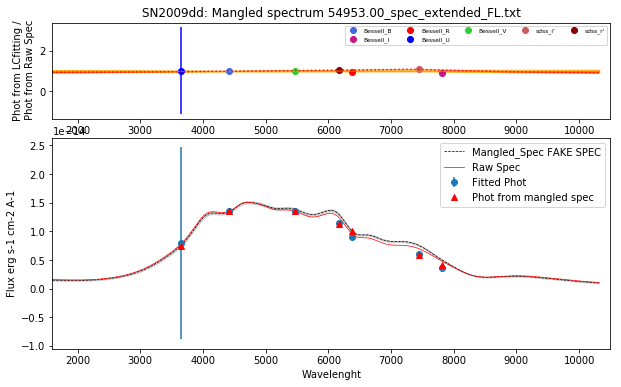 SN2009dd: Mangled spectrum 54953.00_spec_extended_FL.txt
Phot from LCfitting /
Phot from Raw Spec
Bessell_B
Bessell_I
Bessell_R
Bessell_U
Bessell_V
sdss_i'
sdss_r'
2
0
2000 3000 4000 5000 6000 7000 8000 9000 10000
1e−14
Flux erg s-1 cm-2 A-1
2.5
2.0
1.5
1.0
0.5
0.0
−0.5
−1.0
Mangled_Spec FAKE SPEC
Raw Spec
Fitted Phot
Phot from mangled spec
2000 3000 4000 5000 6000 7000 8000 9000 10000
Wavelenght